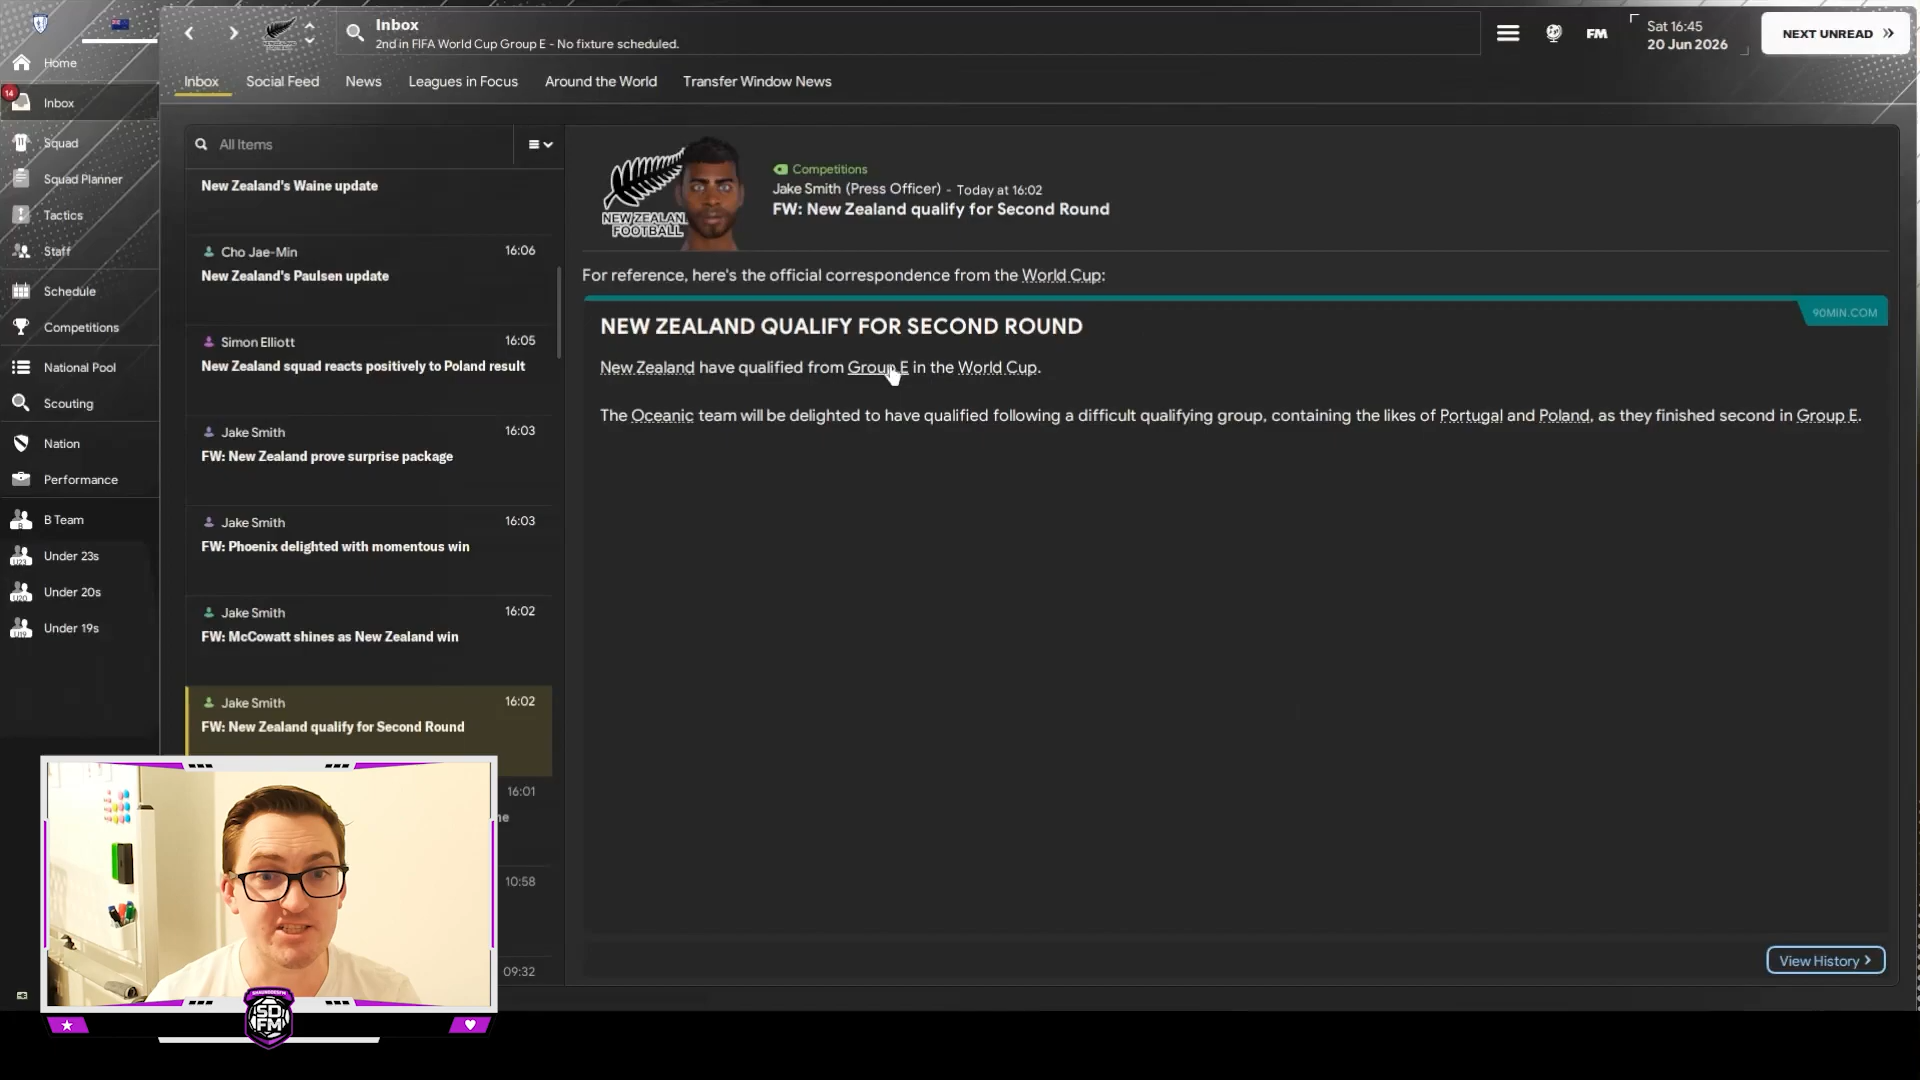 Inbox
2nd in FIFA World Cup Group E - No fixture scheduled.
FM
Sat 16:45
20 Jun 2026
NEXT UNREAD
Home
14
Inbox
Squad
Squad Planner
Tactics
Staff
Schedule
Competitions
National Pool
Scouting
Nation
Performance
B Team
Under 23s
Under 20s
Under 19s
Inbox
Social Feed
News
Leagues in Focus
Around the World
Transfer Window News
All Items
New Zealand's Waine update
Cho Jae-Min 16:06
New Zealand's Paulsen update
Simon Elliott 16:05
New Zealand squad reacts positively to Poland result
Jake Smith 16:03
FW: New Zealand prove surprise package
Jake Smith 16:03
FW: Phoenix delighted with momentous win
Jake Smith 16:02
FW: McCowatt shines as New Zealand win
Jake Smith 16:02
FW: New Zealand qualify for Second Round
16:01
10:58
09:32
NEW ZEALAN
FOOTBALL
Competitions
Jake Smith (Press Officer) - Today at 16:02
FW: New Zealand qualify for Second Round
For reference, here's the official correspondence from the World Cup:
90MIN.COM
NEW ZEALAND QUALIFY FOR SECOND ROUND
New Zealand have qualified from Group E in the World Cup.
The Oceanic team will be delighted to have qualified following a difficult qualifying group, containing the likes of Portugal and Poland, as they finished second in Group E.
View History
SD
FM